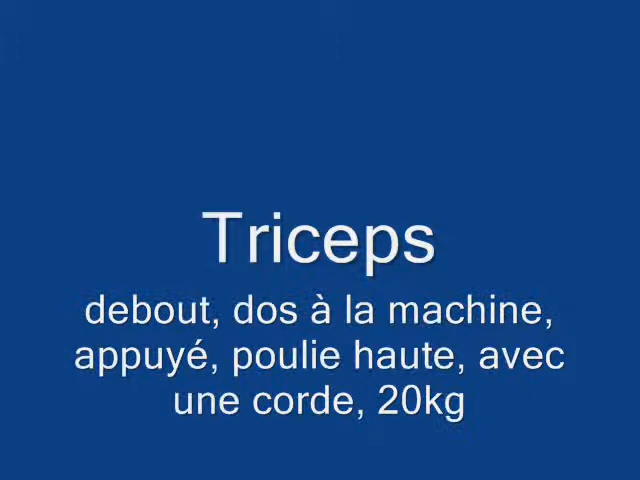 Triceps
debout, dos à la machine,
appuyé, poulie haute, avec
une corde, 20kg